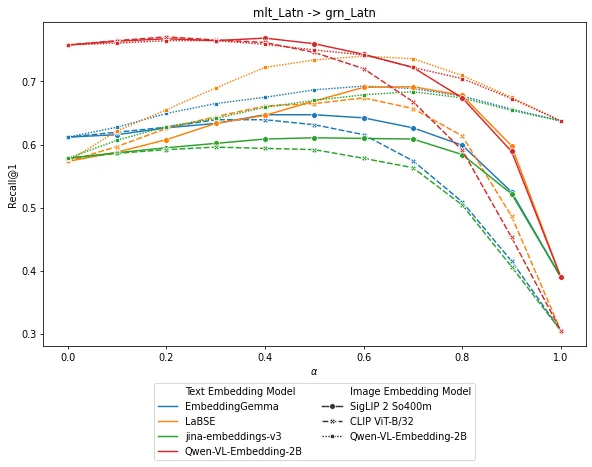 mlt_Latn -> grn_Latn
0.7
0.6
0.5
0.4
0.3
Recall@1
0.0 0.2 0.4 0.6 0.8 1.0
α
Text Embedding Model Image Embedding Model
EmbeddingGemma SigLIP 2 So400m
LaBSE CLIP ViT-B/32
jina-embeddings-v3 Qwen-VL-Embedding-2B
Qwen-VL-Embedding-2B